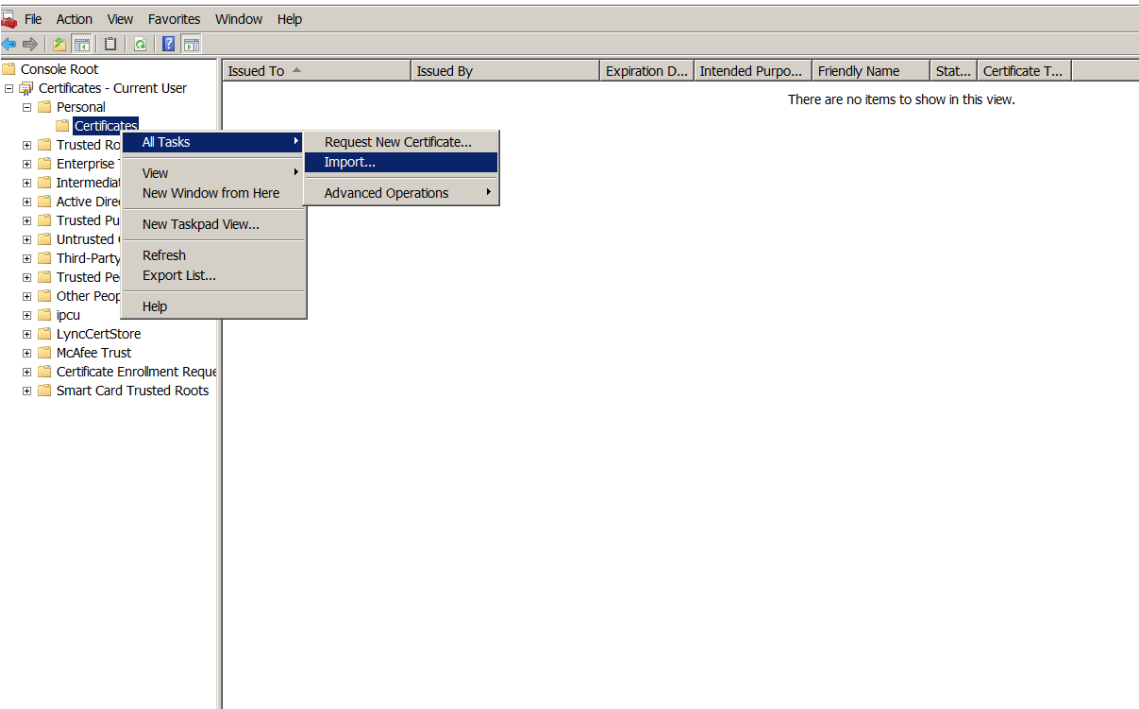 File Action View Favorites Window Help
Console Root
Issued To
Issued By
Expiration D...
Intended Purpo...
Friendly Name
Stat...
Certificate T...
Certificates - Current User
There are no items to show in this view.
Personal
Certificates
Trusted Ro
Enterprise
Intermediat
Active Dire
Trusted Pu
Untrusted
Third-Party
Trusted Pe
Other Peop
ipcu
LyncCertStore
McAfee Trust
Certificate Enrollment Reque
Smart Card Trusted Roots
All Tasks
View
New Window from Here
New Taskpad View...
Refresh
Export List...
Help
Request New Certificate...
Import...
Advanced Operations